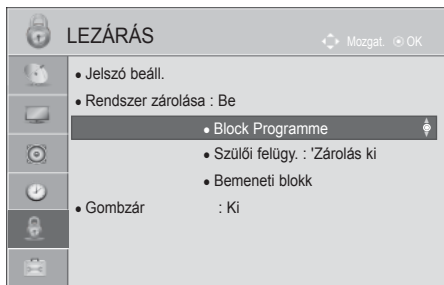 LEZÁRÁS
Mozgat. OK
• Jelszó beáll.
• Rendszer zárolása : Be
• Block Programme
• Szülői felügy. : 'Zárolás ki
• Bemeneti blokk
• Gombzár : Ki